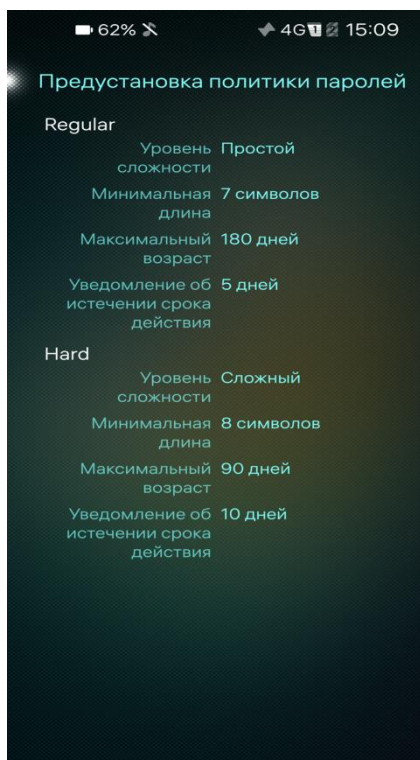 62% 4G 1 15:09
Предустановка политики паролей
Regular
Уровень Простой
сложности
Минимальная 7 символов
длина
Максимальный 180 дней
возраст
Уведомление об 5 дней
истечении срока
действия
Hard
Уровень Сложный
сложности
Минимальная 8 символов
длина
Максимальный 90 дней
возраст
Уведомление об 10 дней
истечении срока
действия